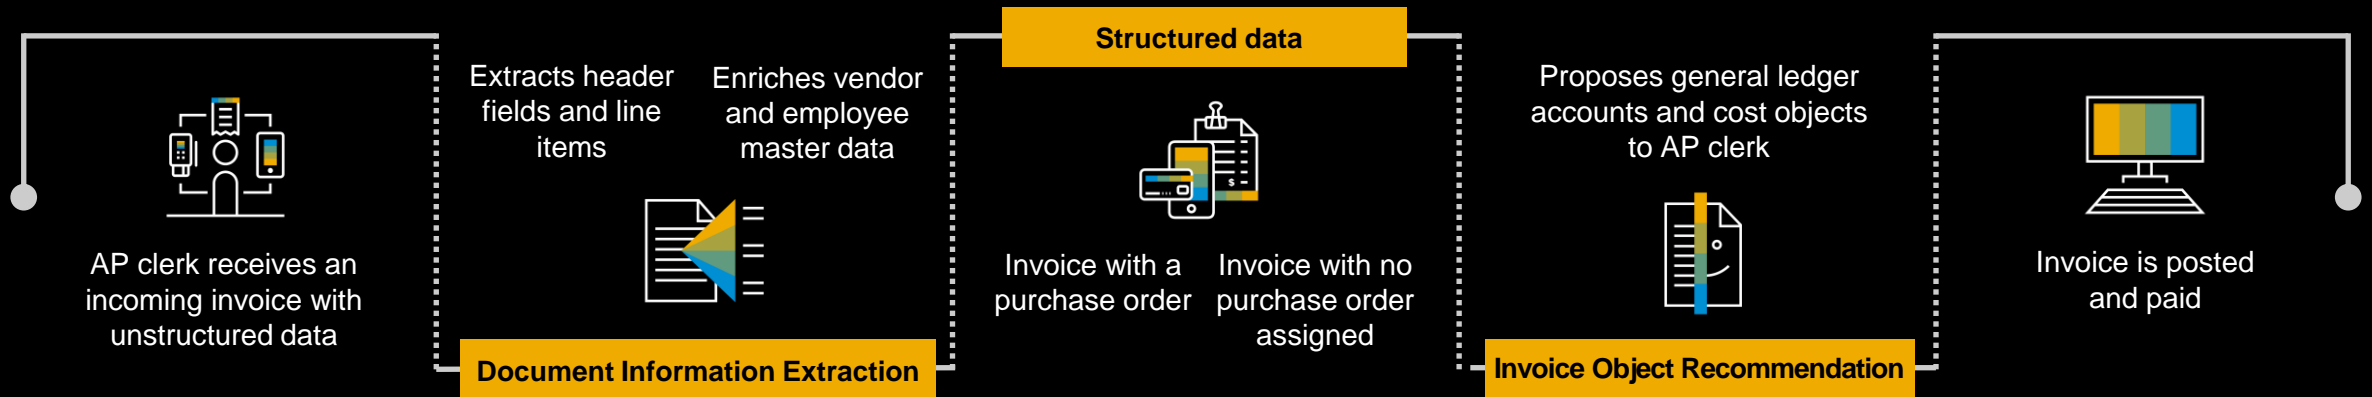 AP clerk receives an
incoming invoice with
unstructured data
Extracts header
fields and line
items
Enriches vendor
and employee
master data
Document Information Extraction
Structured data
$
Invoice with a
purchase order
Invoice with no
purchase order
assigned
Proposes general ledger
accounts and cost objects
to AP clerk
Invoice Object Recommendation
Invoice is posted
and paid